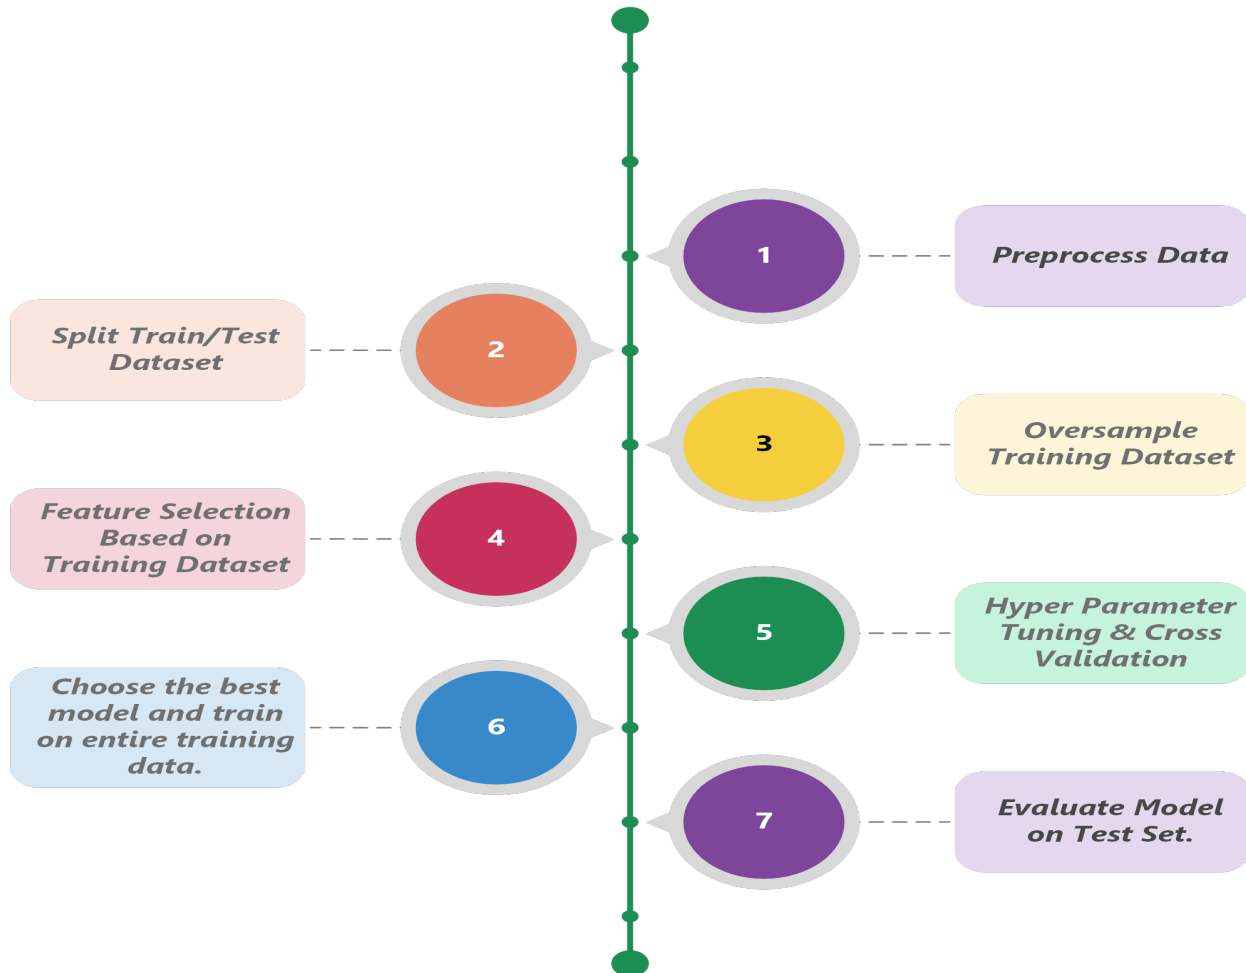 1
Preprocess Data
Split Train/Test
Dataset
2
3
Oversample
Training Dataset
Feature Selection
Based on
Training Dataset
4
5
Hyper Parameter
Tuning & Cross
Validation
Choose the best
model and train
on entire training
data.
6
7
Evaluate Model
on Test Set.